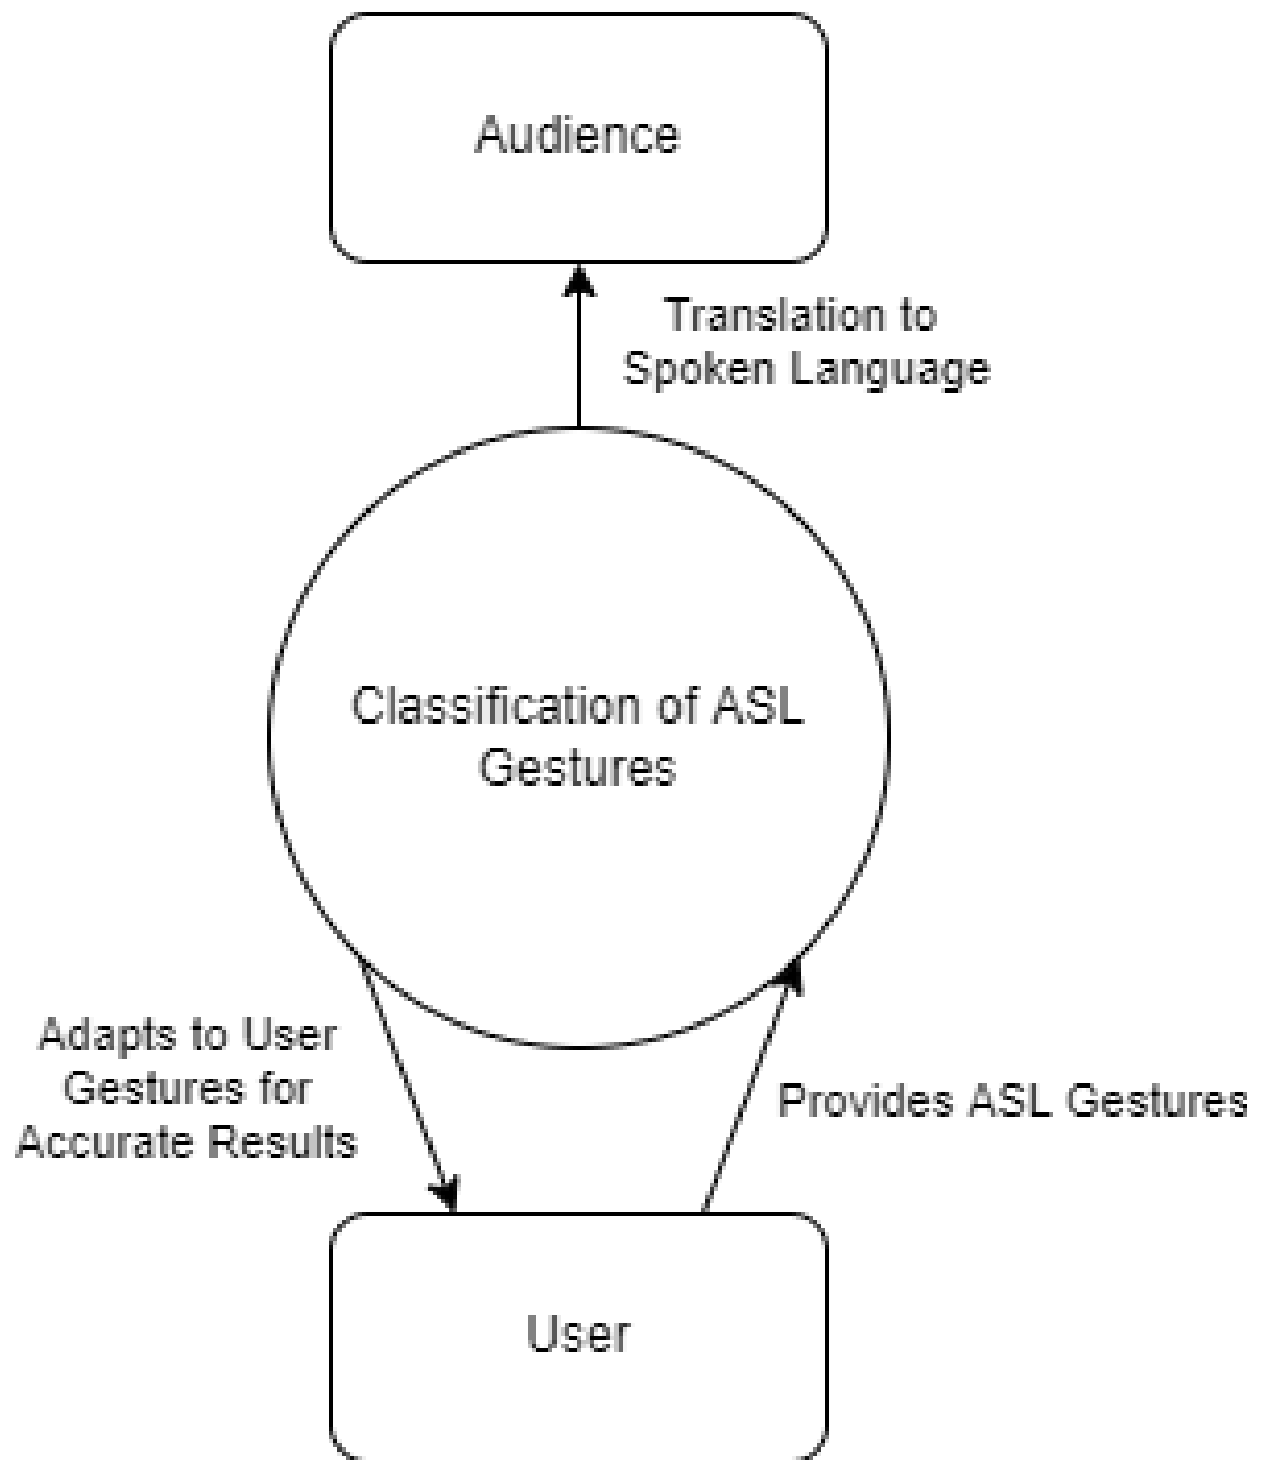 Audience
Translation to
Spoken Language
Classification of ASL
Gestures
Adapts to User
Gestures for
Accurate Results
Provides ASL Gestures
User